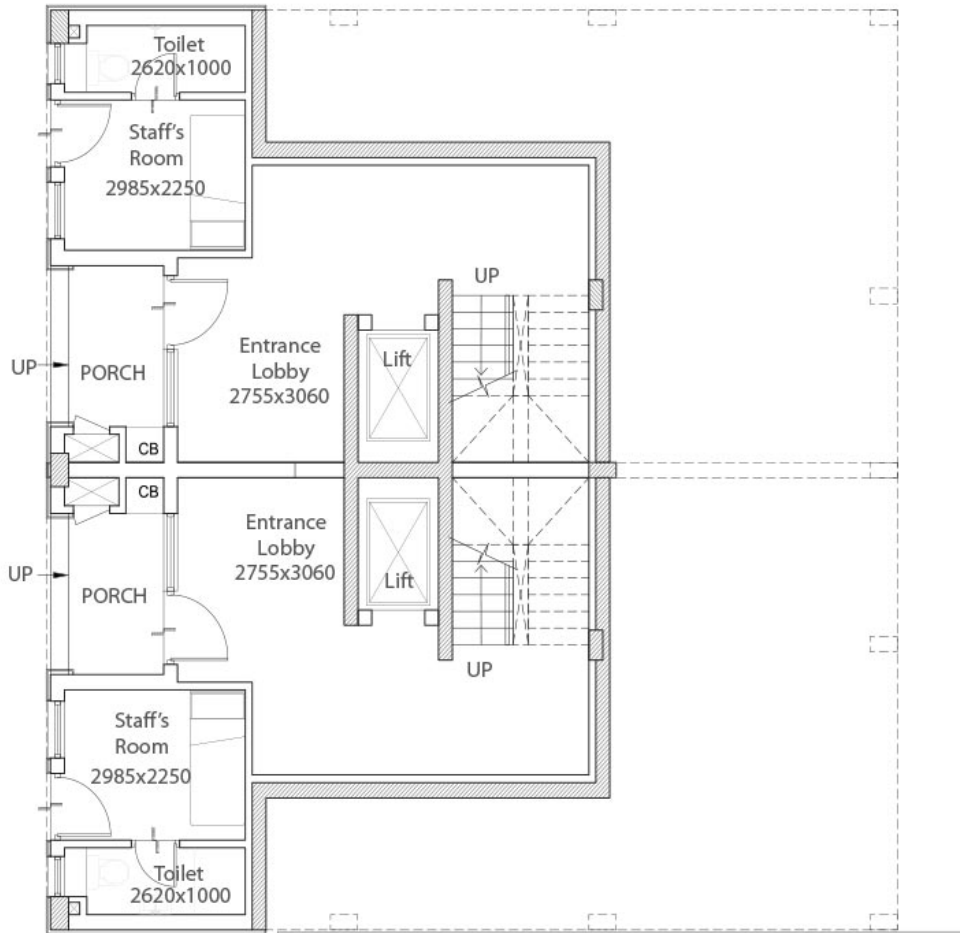 Toilet
2620x1000
Staff's
Room
2985x2250
UP
UP
PORCH
Entrance
Lobby
2755x3060
Lift
CB
CB
Entrance
Lobby
2755x3060
Lift
UP
PORCH
UP
Staff's
Room
2985x2250
Toilet
2620x1000